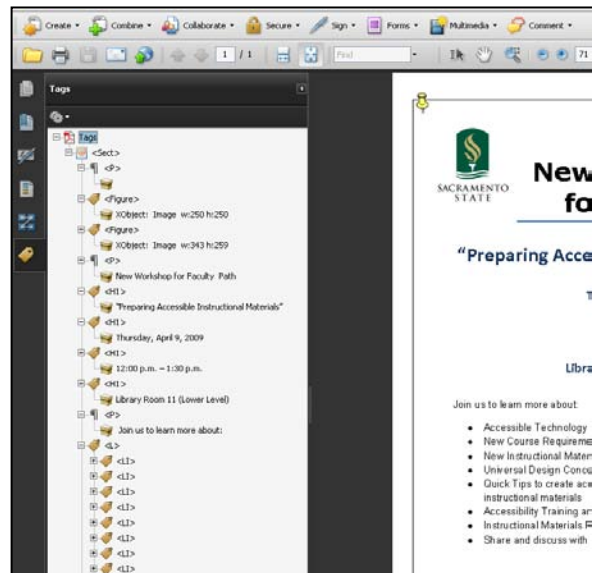 Create Combine Collaborate Secure Sign Forms Multimedia Comment
1 / 1 Find 71
Tags
Tags
<Sect>
<P>
<Figure>
XObject: Image w:250 h:250
<Figure>
XObject: Image w:343 h:259
<P>
New Workshop for Faculty Path
<H1>
"Preparing Accessible Instructional Materials"
<H1>
Thursday, April 9, 2009
<H1>
12:00 p.m. – 1:30 p.m.
<H1>
Library Room 11 (Lower Level)
<P>
Join us to learn more about:
<L>
<LI>
<LI>
<LI>
<LI>
<LI>
<LI>
<LI>
<LI>
SACRAMENTO
STATE
New
fo
"Preparing Acce
T
Libra
Join us to learn more about:
• Accessible Technology
• New Course Requireme
• New Instructional Mater
• Universal Design Conce
• Quick Tips to create
instructional materials
• Accessibility Training an
• Instructional Materials
• Share and discuss with